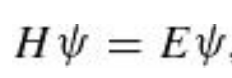 Hψ = Eψ,